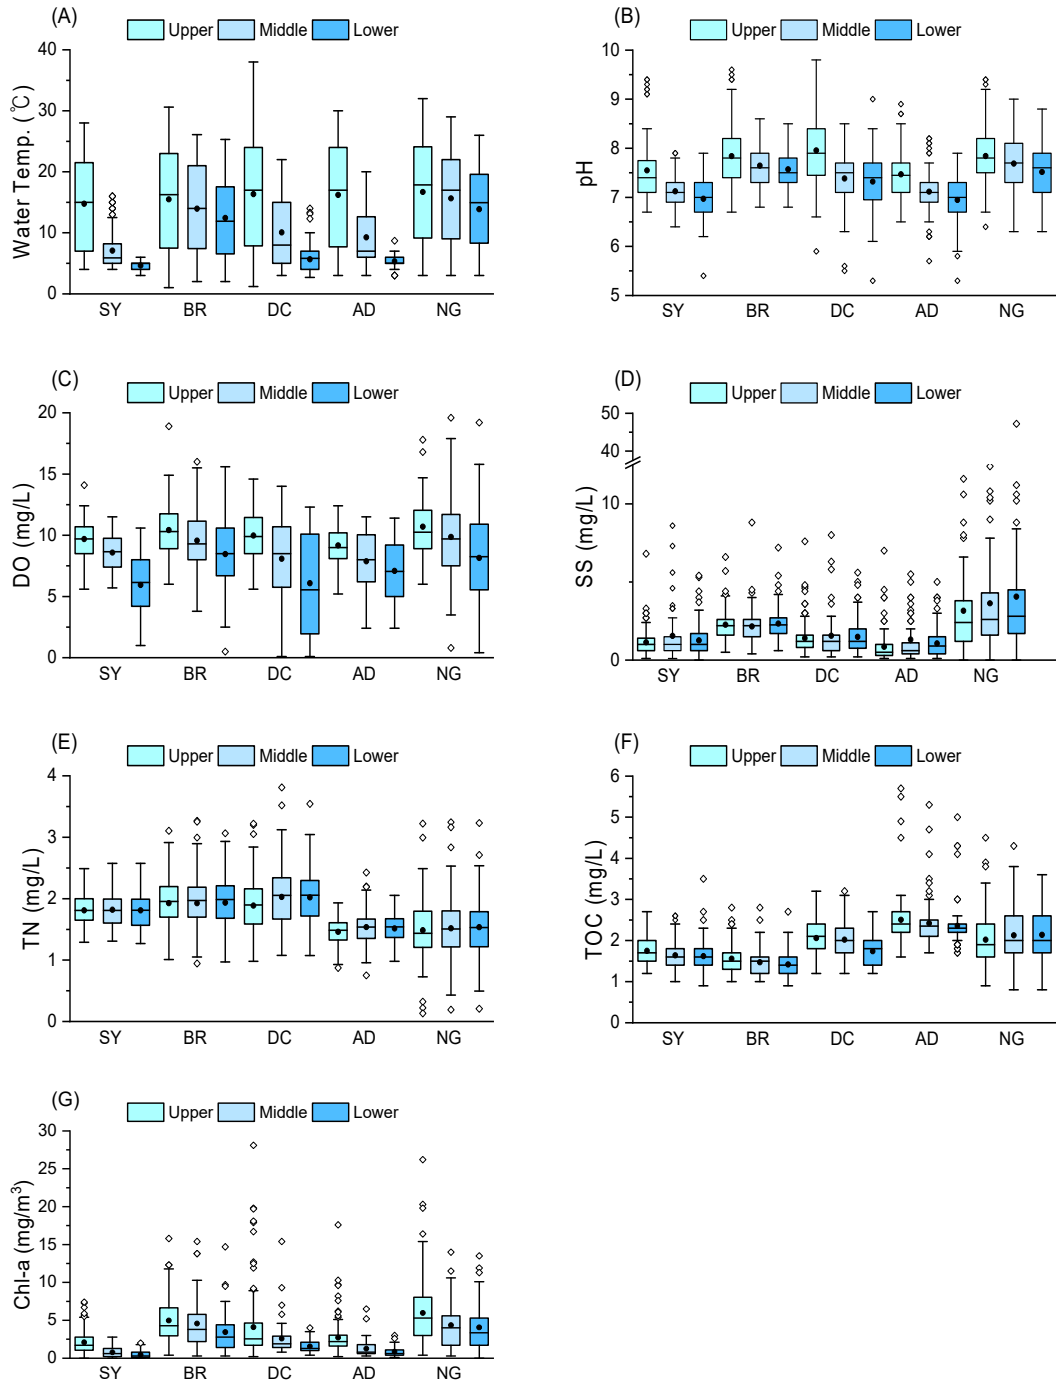 (A)
Upper Middle Lower
Water Temp. (℃)
40
30
20
10
0
SY BR DC AD NG
(B)
Upper Middle Lower
pH
10
9
8
7
6
5
SY BR DC AD NG
(C)
Upper Middle Lower
DO (mg/L)
20
15
10
5
0
SY BR DC AD NG
(D)
Upper Middle Lower
SS (mg/L)
50
40
10
0
SY BR DC AD NG
(E)
Upper Middle Lower
TN (mg/L)
4
3
2
1
0
SY BR DC AD NG
(F)
Upper Middle Lower
TOC (mg/L)
6
5
4
3
2
1
0
SY BR DC AD NG
(G)
Upper Middle Lower
Chl-a (mg/m³)
30
25
20
15
10
5
0
SY BR DC AD NG